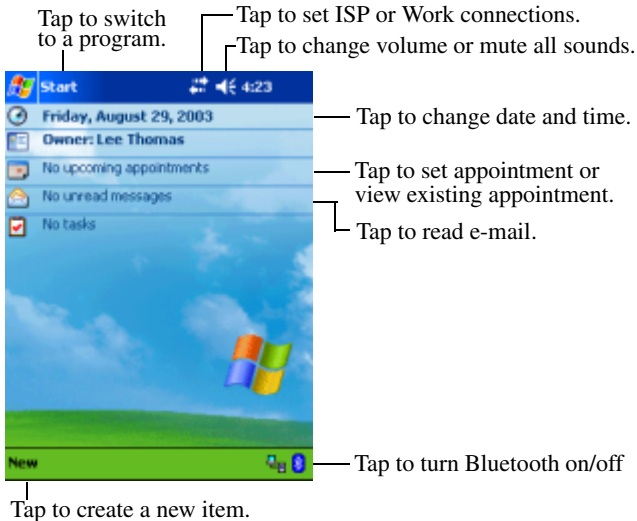 Tap to switch
to a program.
Tap to set ISP or Work connections.
Tap to change volume or mute all sounds.
Start 4:23
Friday, August 29, 2003
Tap to change date and time.
Owner: Lee Thomas
No upcoming appointments
Tap to set appointment or
view existing appointment.
No unread messages
Tap to read e-mail.
No tasks
New
Tap to turn Bluetooth on/off
Tap to create a new item.